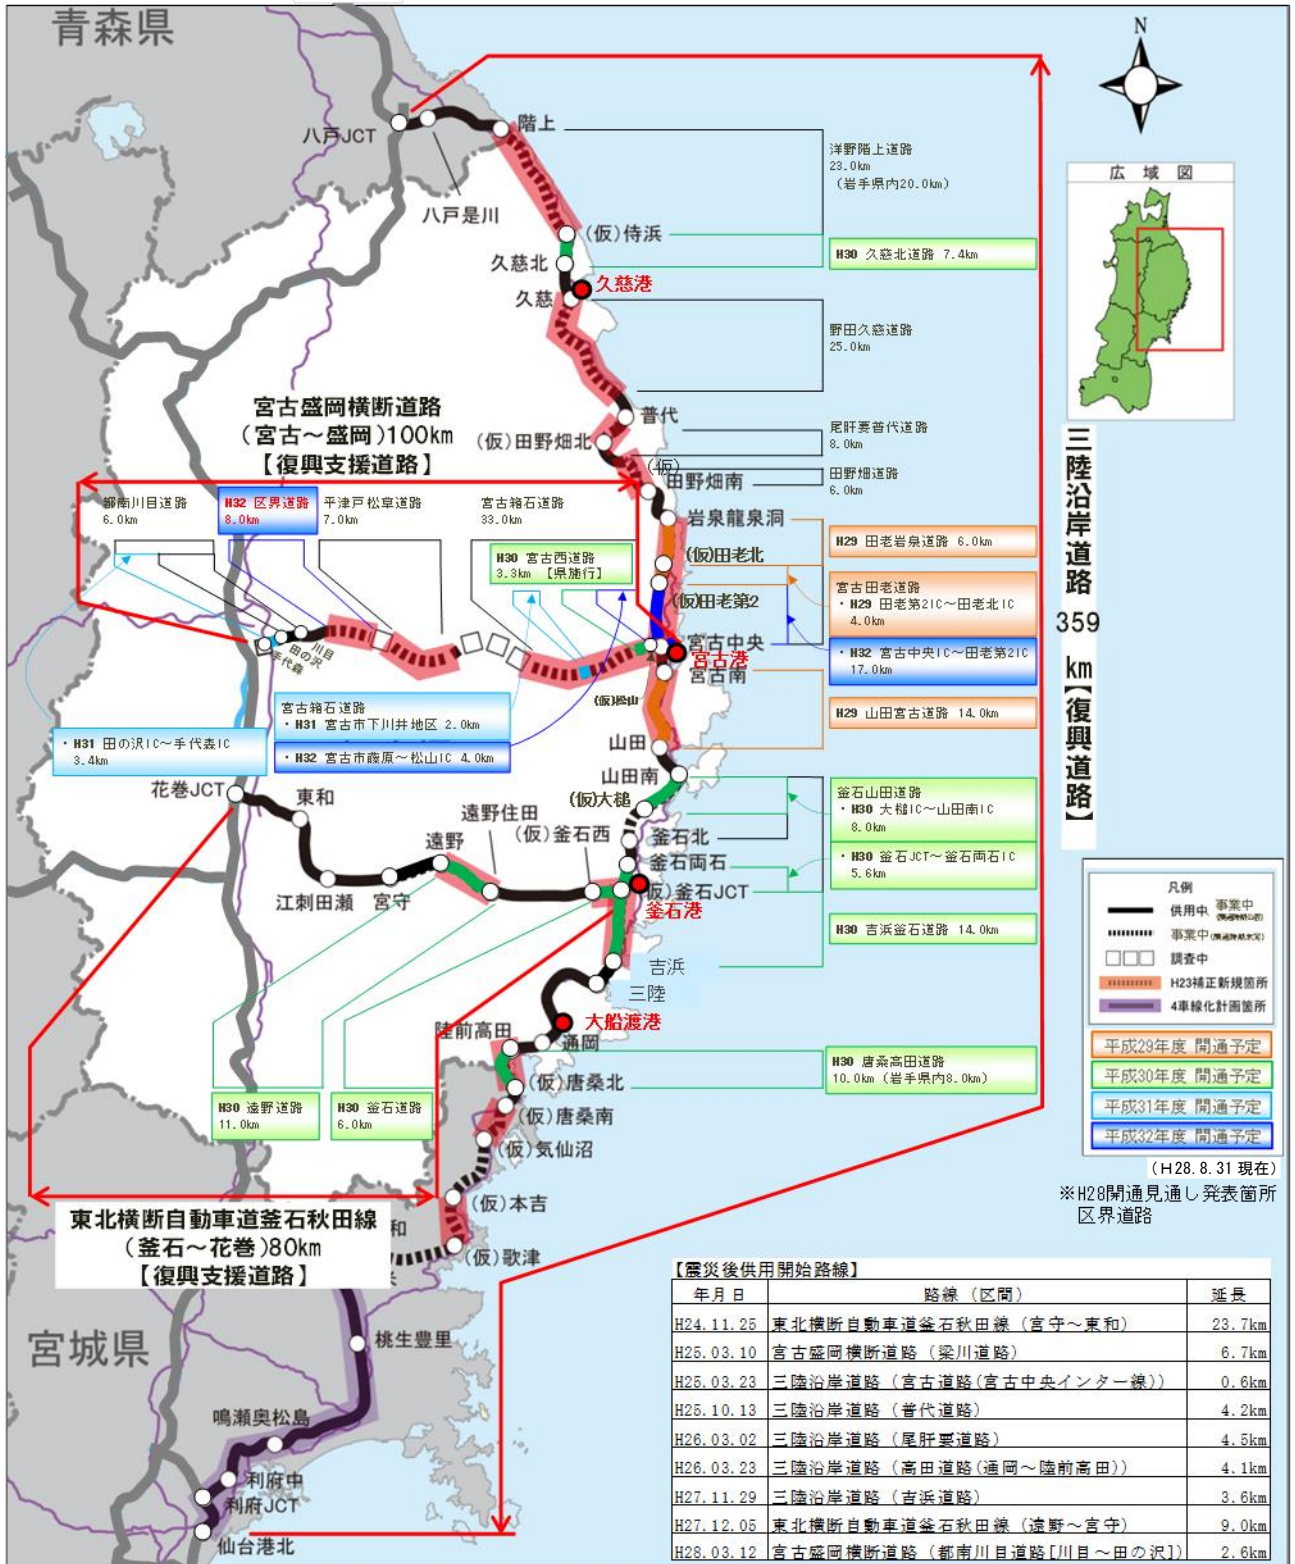 青森県
N
八戸JCT
階上
八戸是川
洋野階上道路
23.0km
（岩手県内20.0km）
広 域 図
(仮)侍浜
H30 久慈北道路 7.4km
久慈北
久慈港
久慈
野田久慈道路
25.0km
宮古盛岡横断道路
（宮古～盛岡）100km
【復興支援道路】
普代
(仮)田野畑北
尾肝要普代道路
8.0km
(仮)
田野畑南
田野畑道路
6.0km
三陸沿岸道路 359 km【復興道路】
都南川目道路
6.0km
H32 区界道路
8.0km
平津戸松草道路
7.0km
宮古箱石道路
33.0km
岩泉龍泉洞
H29 田老岩泉道路 6.0km
H30 宮古西道路
3.3km 【県施行】
(仮)田老北
(仮)田老第2
宮古田老道路
・H29 田老第2IC～田老北IC
4.0km
・H32 宮古中央IC～田老第2IC
17.0km
川目
田の沢
手代森
宮古中央
宮古港
宮古南
(仮)松山
宮古箱石道路
・H31 宮古市下川井地区 2.0km
・H32 宮古市藤原～松山IC 4.0km
・H31 田の沢IC～手代森IC
3.4km
H29 山田宮古道路 14.0km
山田
山田南
花巻JCT
東和
(仮)大槌
釜石山田道路
・H30 大槌IC～山田南IC
8.0km
遠野住田
(仮)釜石西
釜石北
遠野
釜石両石
・H30 釜石JCT～釜石両石IC
5.6km
江刺田瀬
宮守
仮)釜石JCT
釜石港
H30 吉浜釜石道路 14.0km
吉浜
三陸
凡例
供用中
事業中
事業中
調査中
H23補正新規箇所
4車線化計画箇所
平成29年度 開通予定
平成30年度 開通予定
平成31年度 開通予定
平成32年度 開通予定
（H28.8.31 現在）
※H28開通見通し発表箇所
区界道路
大船渡港
陸前高田
通岡
H30 唐桑高田道路
10.0km（岩手県内8.0km）
(仮)唐桑北
(仮)唐桑南
(仮)気仙沼
H30 遠野道路
11.0km
H30 釜石道路
6.0km
(仮)本吉
東北横断自動車道釜石秋田線
（釜石～花巻）80km
【復興支援道路】
和
(仮)歌津
宮城県
桃生豊里
鳴瀬奥松島
利府中
利府JCT
仙台港北
【震災後供用開始路線】
年月日 路線（区間） 延長
H24.11.25 東北横断自動車道釜石秋田線（宮守～東和） 23.7km
H25.03.10 宮古盛岡横断道路（簗川道路） 6.7km
H25.03.23 三陸沿岸道路（宮古道路(宮古中央インター線)） 0.6km
H25.10.13 三陸沿岸道路（普代道路） 4.2km
H26.03.02 三陸沿岸道路（尾肝要道路） 4.5km
H26.03.23 三陸沿岸道路（高田道路(通岡～陸前高田)） 4.1km
H27.11.29 三陸沿岸道路（吉浜道路） 3.6km
H27.12.05 東北横断自動車道釜石秋田線（遠野～宮守） 9.0km
H28.03.12 宮古盛岡横断道路（都南川目道路[川目～田の沢]） 2.6km